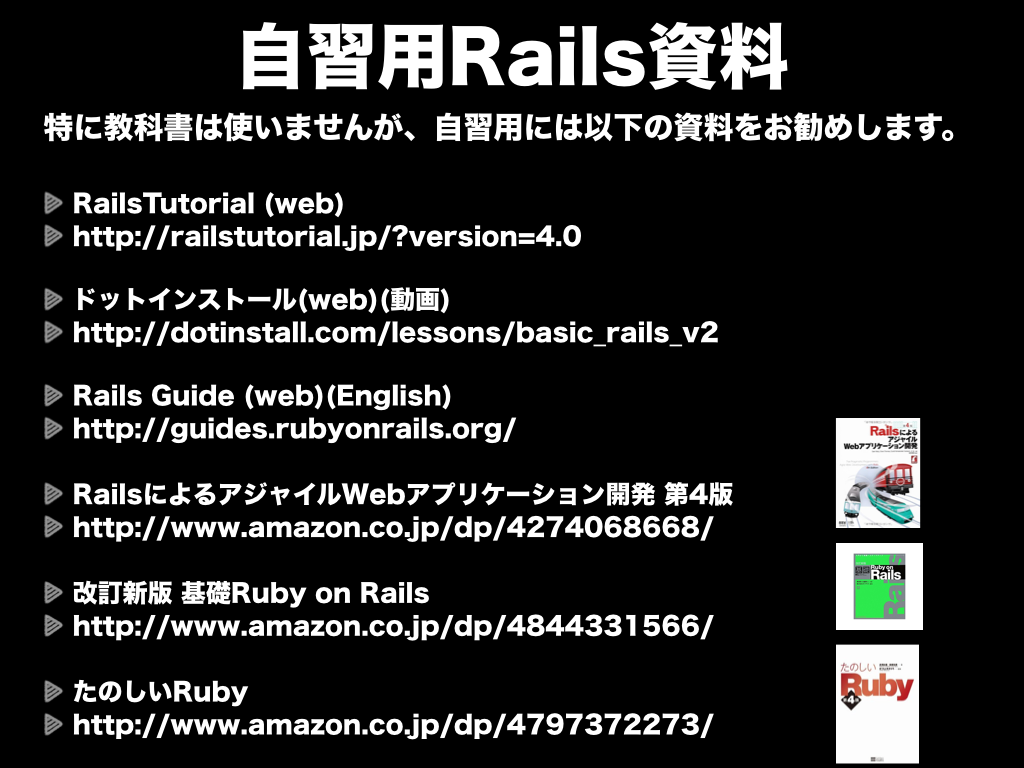 自習用Rails資料
特に教科書は使いませんが、自習用には以下の資料をお勧めします。
RailsTutorial (web)
http://railstutorial.jp/?version=4.0
ドットインストール(web)(動画)
http://dotinstall.com/lessons/basic_rails_v2
Rails Guide (web)(English)
http://guides.rubyonrails.org/
RailsによるアジャイルWebアプリケーション開発 第4版
http://www.amazon.co.jp/dp/4274068668/
改訂新版 基礎Ruby on Rails
http://www.amazon.co.jp/dp/4844331566/
たのしいRuby
http://www.amazon.co.jp/dp/4797372273/
第4版
Railsによる
アジャイル
Webアプリケーション開発
Ruby on
Rails
Rails
たのしい
Ruby
第4版